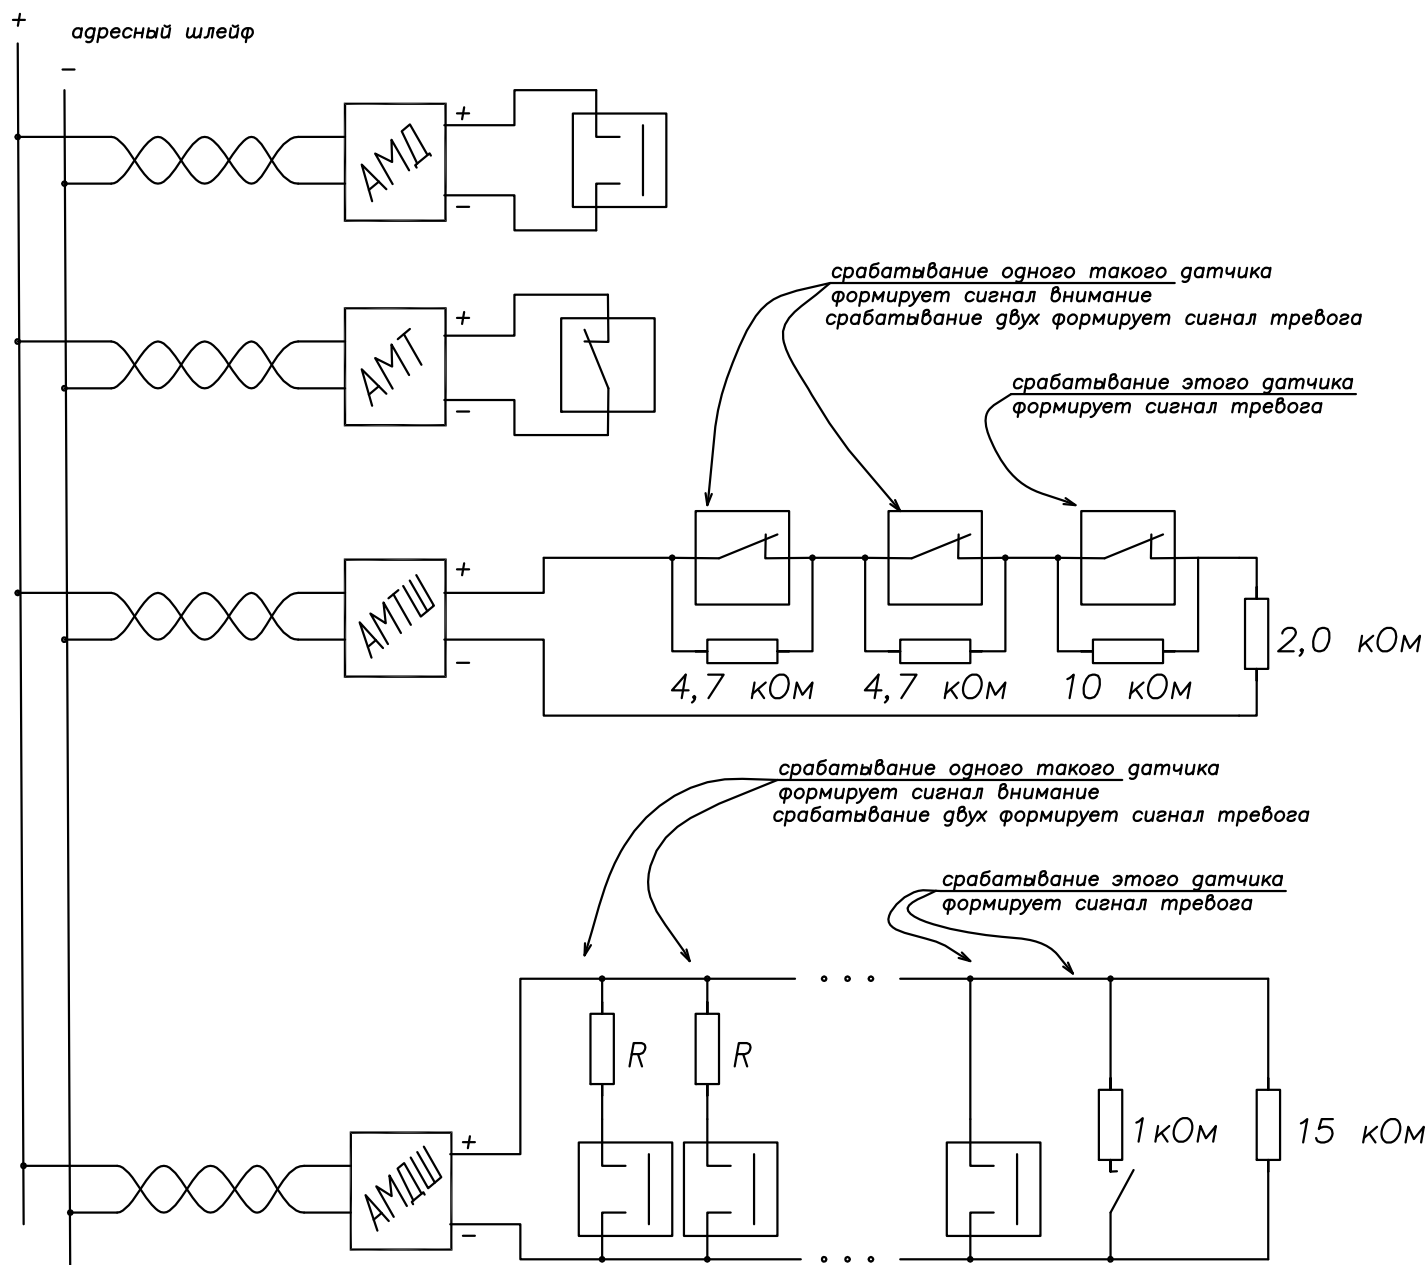 +
адресный шлейф
−
АМД
+
−
срабатывание одного такого датчика
формирует сигнал внимание
срабатывание двух формирует сигнал тревога
АМТ
+
−
срабатывание этого датчика
формирует сигнал тревога
АМТШ
+
−
2,0 кОм
4,7 кОм
4,7 кОм
10 кОм
срабатывание одного такого датчика
формирует сигнал внимание
срабатывание двух формирует сигнал тревога
срабатывание этого датчика
формирует сигнал тревога
R
R
АМДШ
+
−
1кОм
15 кОм